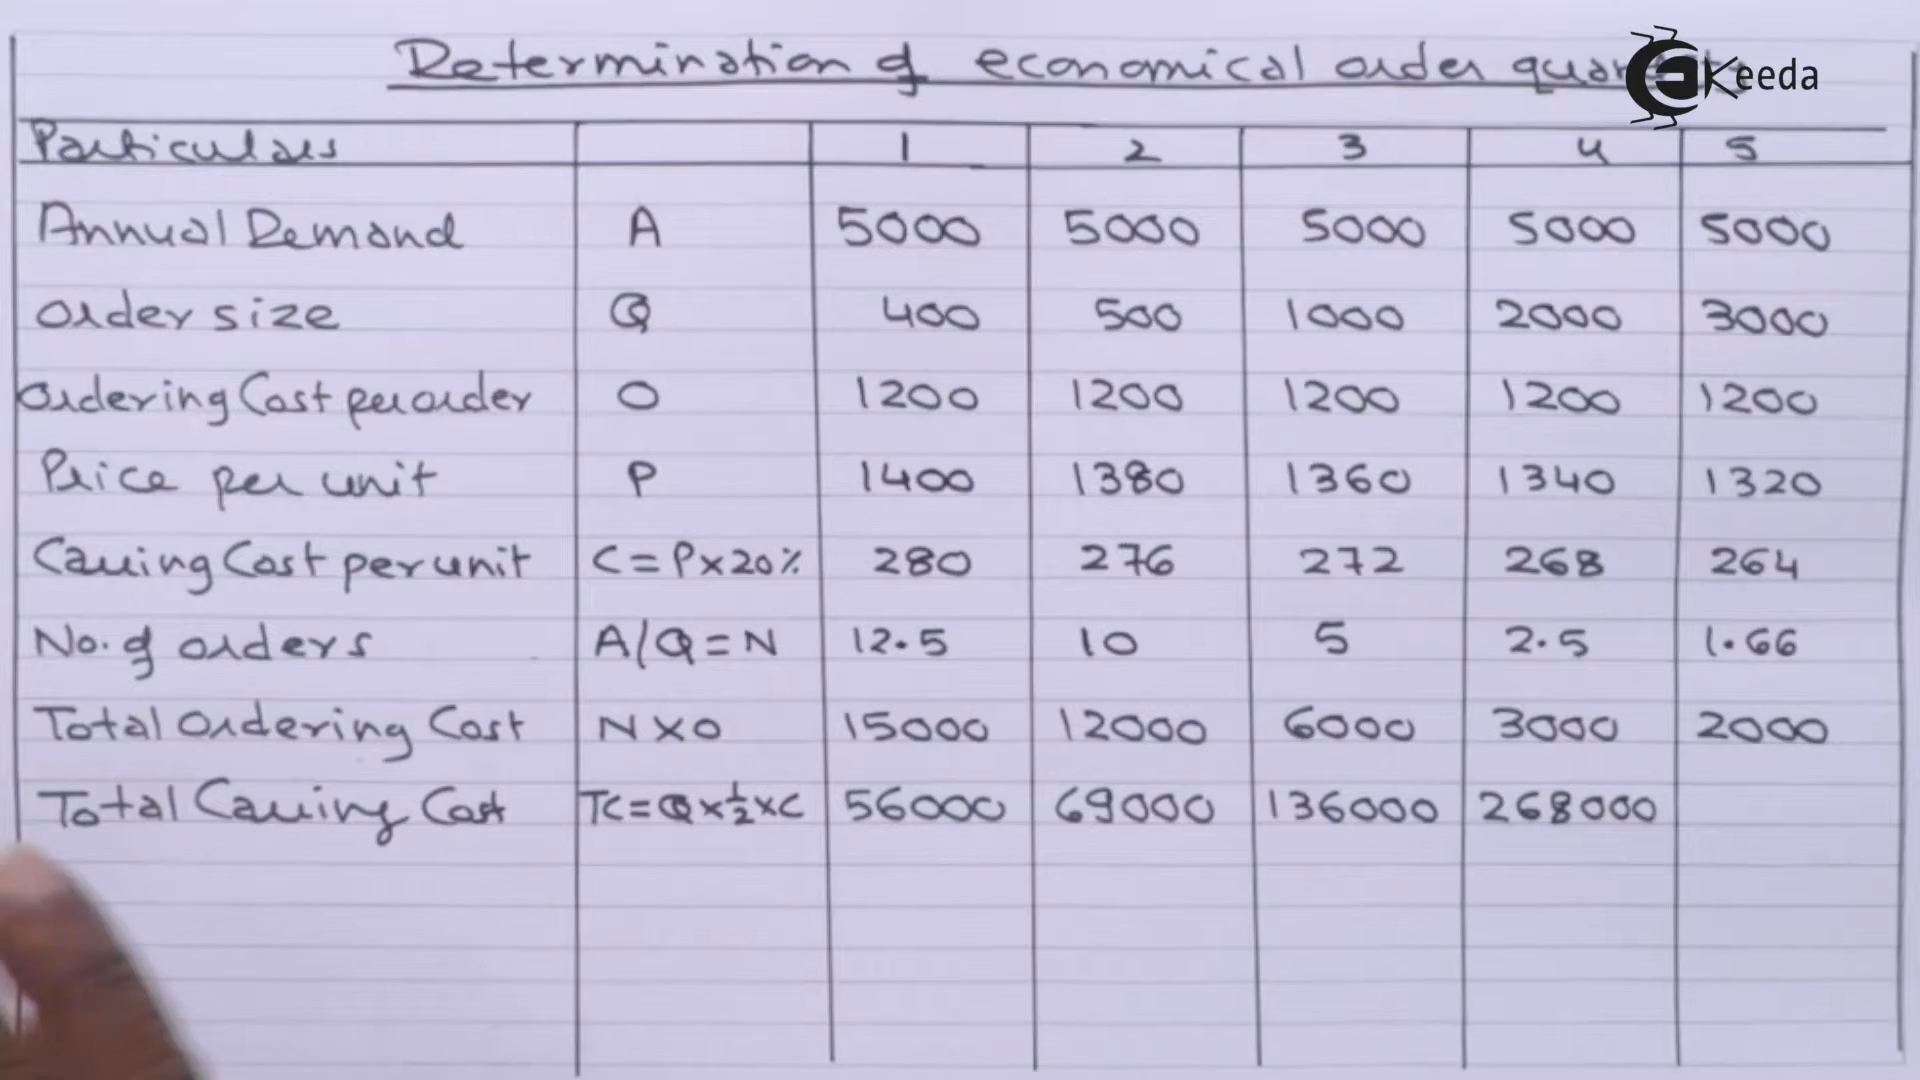 Determination of economical order
Keeda
Particulars 1 2 3 4 5
Annual Demand A 5000 5000 5000 5000 5000
Order size Q 400 500 1000 2000 3000
Ordering Cost per order O 1200 1200 1200 1200 1200
Price per unit P 1400 1380 1360 1340 1320
Carring Cost per unit C = P x 20% 280 276 272 268 264
No. of orders A/Q = N 12.5 10 5 2.5 1.66
Total Ordering Cost N X O 15000 12000 6000 3000 2000
Total Carring Cost TC = Q x 1/2 x C 56000 69000 136000 268000